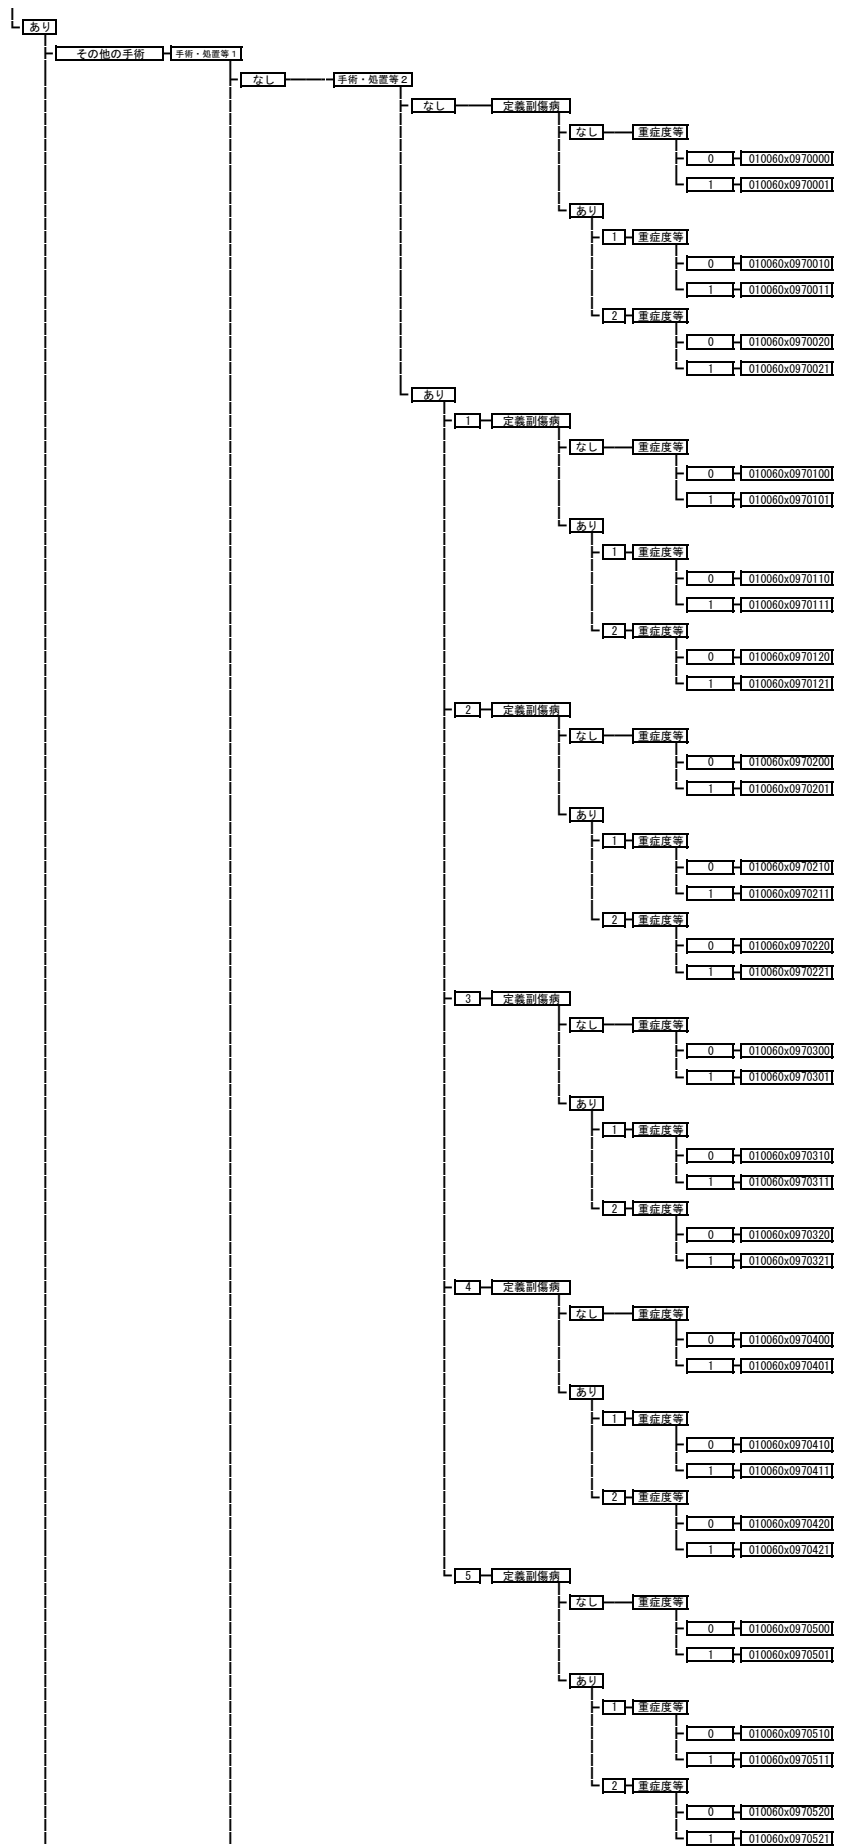 あり
その他の手術 手術・処置等1
なし 手術・処置等2
なし 定義副傷病
なし 重症度等
0 010060x0970000
1 010060x0970001
あり
1 重症度等
0 010060x0970010
1 010060x0970011
2 重症度等
0 010060x0970020
1 010060x0970021
あり
1 定義副傷病
なし 重症度等
0 010060x0970100
1 010060x0970101
あり
1 重症度等
0 010060x0970110
1 010060x0970111
2 重症度等
0 010060x0970120
1 010060x0970121
2 定義副傷病
なし 重症度等
0 010060x0970200
1 010060x0970201
あり
1 重症度等
0 010060x0970210
1 010060x0970211
2 重症度等
0 010060x0970220
1 010060x0970221
3 定義副傷病
なし 重症度等
0 010060x0970300
1 010060x0970301
あり
1 重症度等
0 010060x0970310
1 010060x0970311
2 重症度等
0 010060x0970320
1 010060x0970321
4 定義副傷病
なし 重症度等
0 010060x0970400
1 010060x0970401
あり
1 重症度等
0 010060x0970410
1 010060x0970411
2 重症度等
0 010060x0970420
1 010060x0970421
5 定義副傷病
なし 重症度等
0 010060x0970500
1 010060x0970501
あり
1 重症度等
0 010060x0970510
1 010060x0970511
2 重症度等
0 010060x0970520
1 010060x0970521